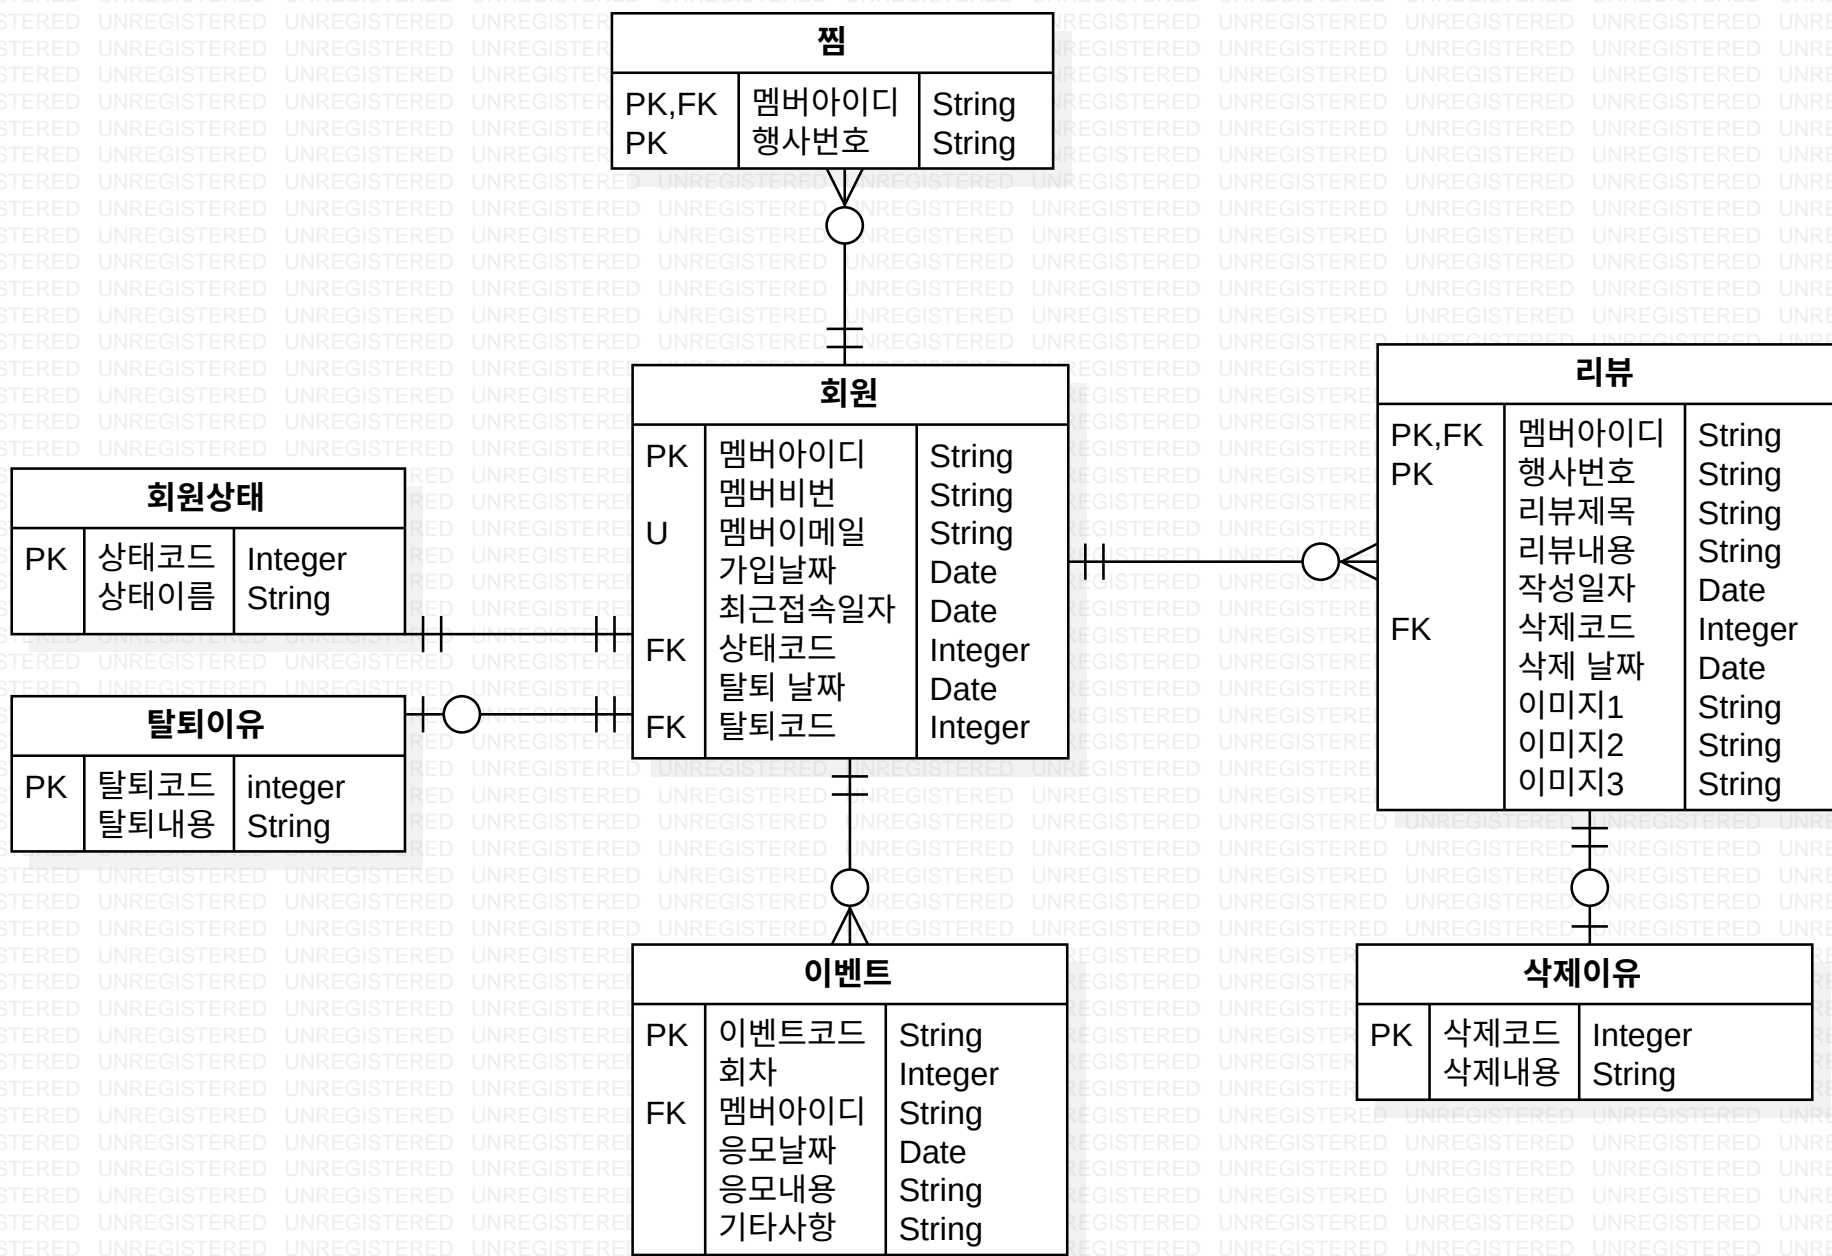 찜
PK,FK 멤버아이디 String
PK 행사번호 String
회원
PK 멤버아이디 String
멤버비번 String
U 멤버이메일 String
가입날짜 Date
최근접속일자 Date
FK 상태코드 Integer
탈퇴 날짜 Date
FK 탈퇴코드 Integer
리뷰
PK,FK 멤버아이디 String
PK 행사번호 String
리뷰제목 String
리뷰내용 String
작성일자 Date
FK 삭제코드 Integer
삭제 날짜 Date
이미지1 String
이미지2 String
이미지3 String
회원상태
PK 상태코드 Integer
상태이름 String
탈퇴이유
PK 탈퇴코드 integer
탈퇴내용 String
이벤트
PK 이벤트코드 String
회차 Integer
FK 멤버아이디 String
응모날짜 Date
응모내용 String
기타사항 String
삭제이유
PK 삭제코드 Integer
삭제내용 String
UNREGISTERED